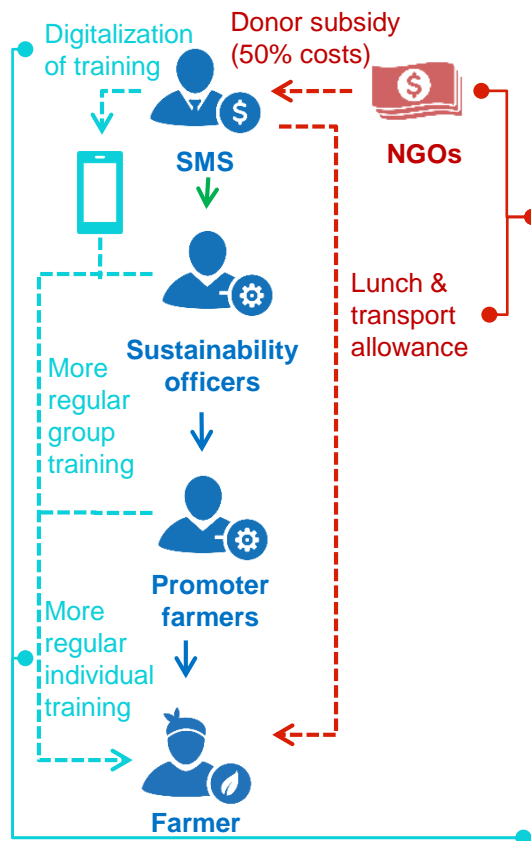 Digitalization
of training
Donor subsidy
(50% costs)
$
$
SMS
NGOs
Lunch &
transport
allowance
Sustainability
officers
More
regular
group
training
Promoter
farmers
More
regular
individual
training
Farmer